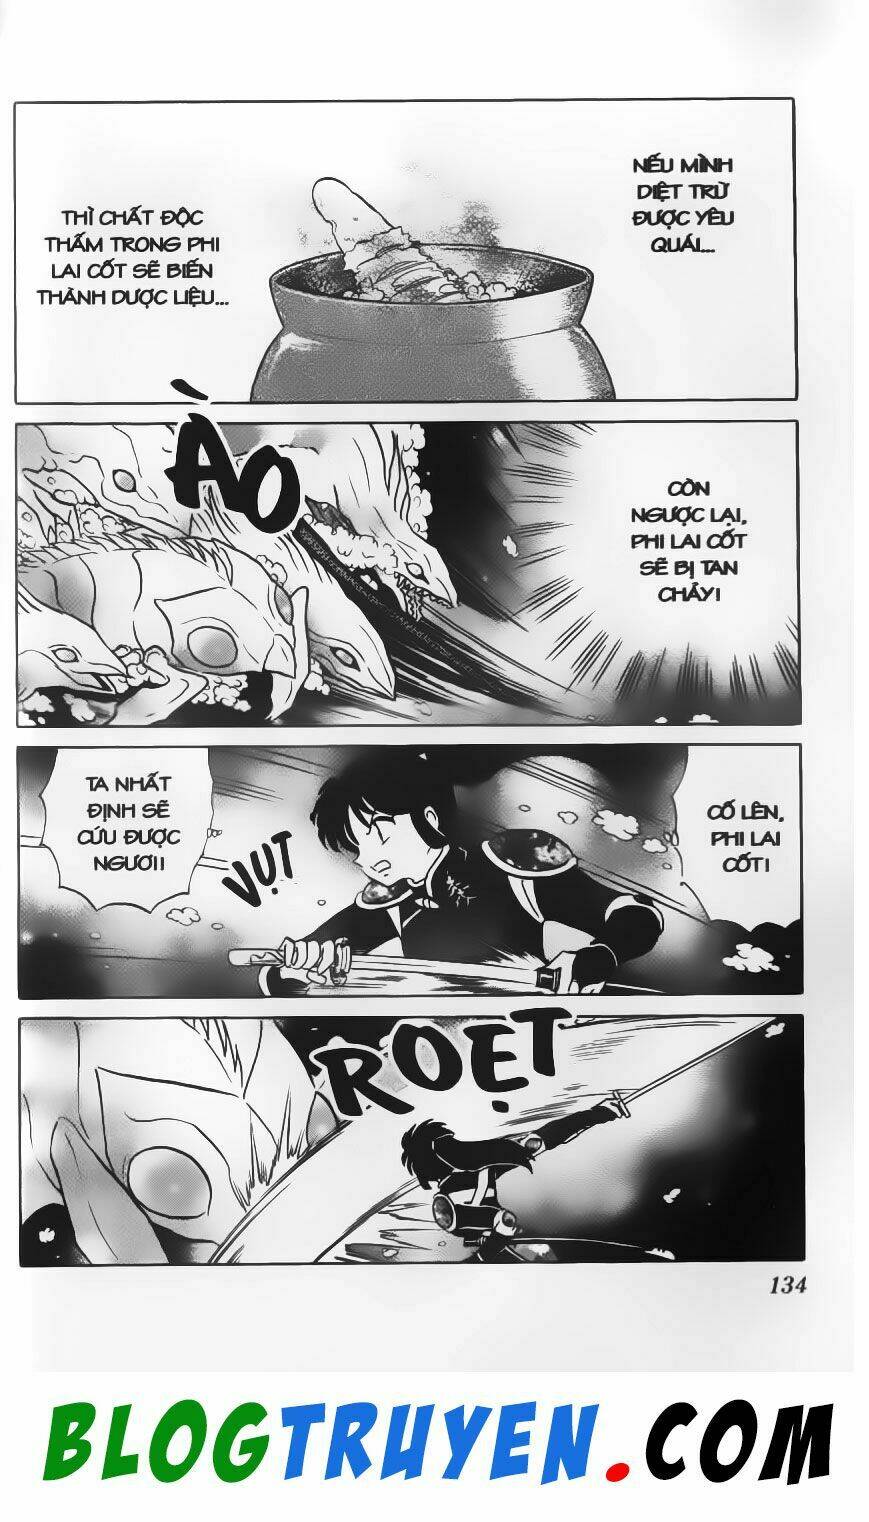 NẾU MÌNH
DIỆT TRỪ
ĐƯỢC YÊU
QUÁI...
THÌ CHẤT ĐỘC
THẤM TRONG PHI
LAI CỐT SẼ BIẾN
THÀNH DƯỢC LIỆU...
ÀO
CÒN
NGƯỢC LẠI,
PHI LAI CỐT
SẼ BỊ TAN
CHẢY!
CỐ LÊN,
PHI LAI
CỐT!
TA NHẤT
ĐỊNH SẼ
CỨU ĐƯỢC
NGƯƠI!
VỤT
ROẸT
134
BLOGTRUYEN.COM